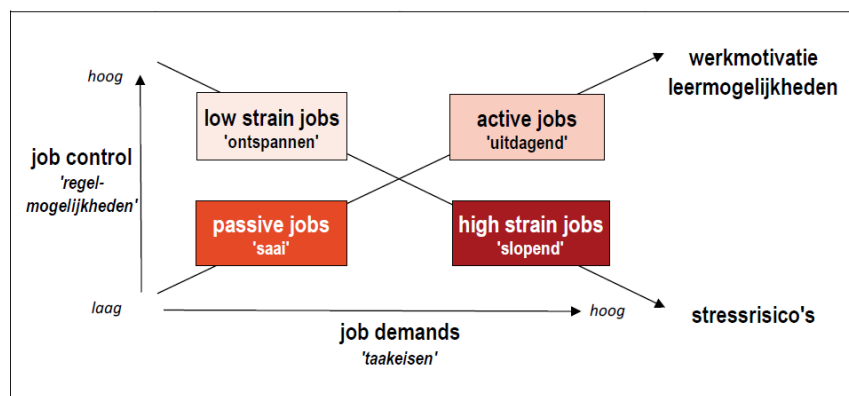 hoog
low strain jobs
'ontspannen'
active jobs
'uitdagend'
werkmotivatie
leermogelijkheden
job control
'regel-
mogelijkheden'
passive jobs
'saai'
high strain jobs
'slopend'
laag
hoog
job demands
'taakeisen'
stressrisico's